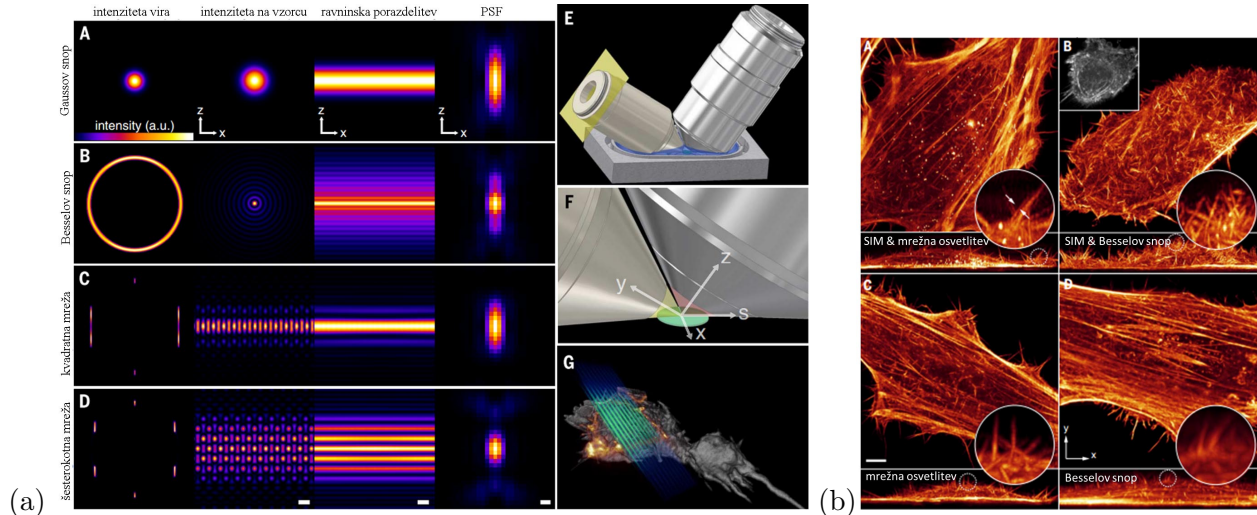 intenziteta vira
intenziteta na vzorcu
ravninska porazdelitev
PSF
Gaussov snop
A
z
x
z
x
z
x
intensity (a.u.)
Besselov snop
B
kvadratna mreža
C
šesterokotna mreža
D
E
F
z
y
s
x
G
(a)
A
SIM & mrežna osvetlitev
B
SIM & Besselov snop
C
mrežna osvetlitev
D
y
x
Besselov snop
(b)